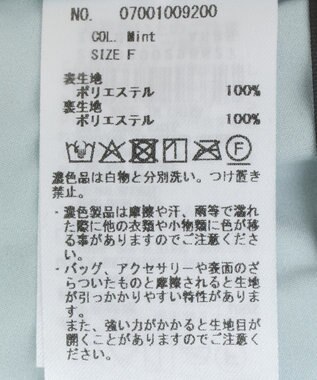 NO. 07001009200
COL. Mint
SIZE F
表生地
ポリエステル 100%
裏生地
ポリエステル 100%
F
濃色品は白物と分別洗い。つけ置き
禁止。
・濃色製品は摩擦や汗、雨等で濡れ
た際に他の衣類や小物類に色が移
る事がありますのでご注意くださ
い。
・バッグ、アクセサリーや表面のざ
らついたものと摩擦されると生地
が引っかかりやすい特性がありま
す。
また、強い力がかかると生地目が
開くことがありますのでご注意く
ださい。